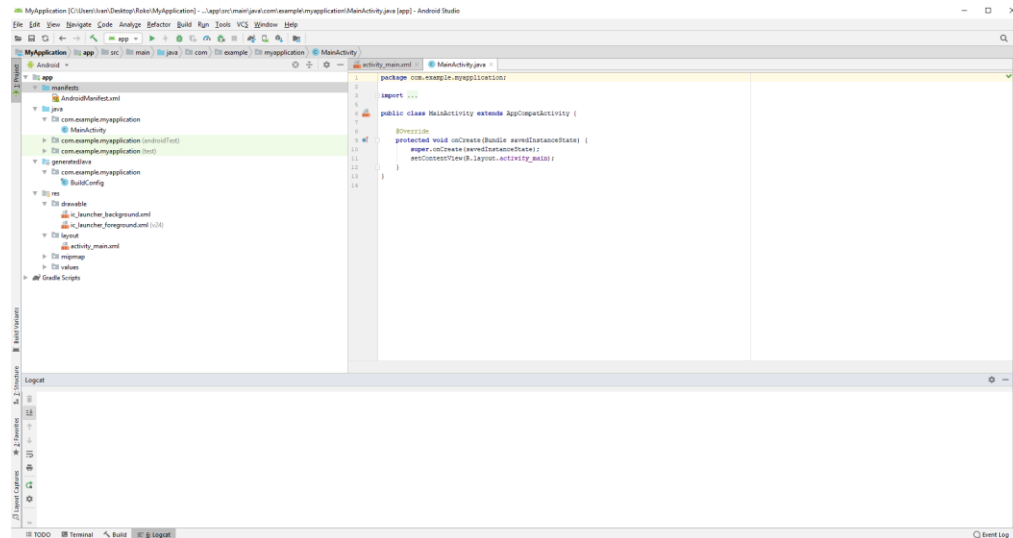 MyApplication [C:\Users\Ivan\Desktop\Roko\MyApplication] - ...\app\src\main\java\com\example\myapplication\MainActivity.java [app] - Android Studio
File Edit View Navigate Code Analyze Refactor Build Run Tools VCS Window Help
app
MyApplication app src main java com example myapplication MainActivity
Android
activity_main.xml MainActivity.java
1: Project
app
manifests
AndroidManifest.xml
java
com.example.myapplication
MainActivity
com.example.myapplication (androidTest)
com.example.myapplication (test)
generatedJava
com.example.myapplication
BuildConfig
res
drawable
ic_launcher_background.xml
ic_launcher_foreground.xml (v24)
layout
activity_main.xml
mipmap
values
Gradle Scripts
1 package com.example.myapplication;
2
3 import ...
5
6 public class MainActivity extends AppCompatActivity {
7
8 @Override
9 protected void onCreate(Bundle savedInstanceState) {
10 super.onCreate(savedInstanceState);
11 setContentView(R.layout.activity_main);
12 }
13 }
14
Build Variants
Logcat
7: Structure
2: Favorites
Layout Captures
TODO Terminal Build 6: Logcat Event Log